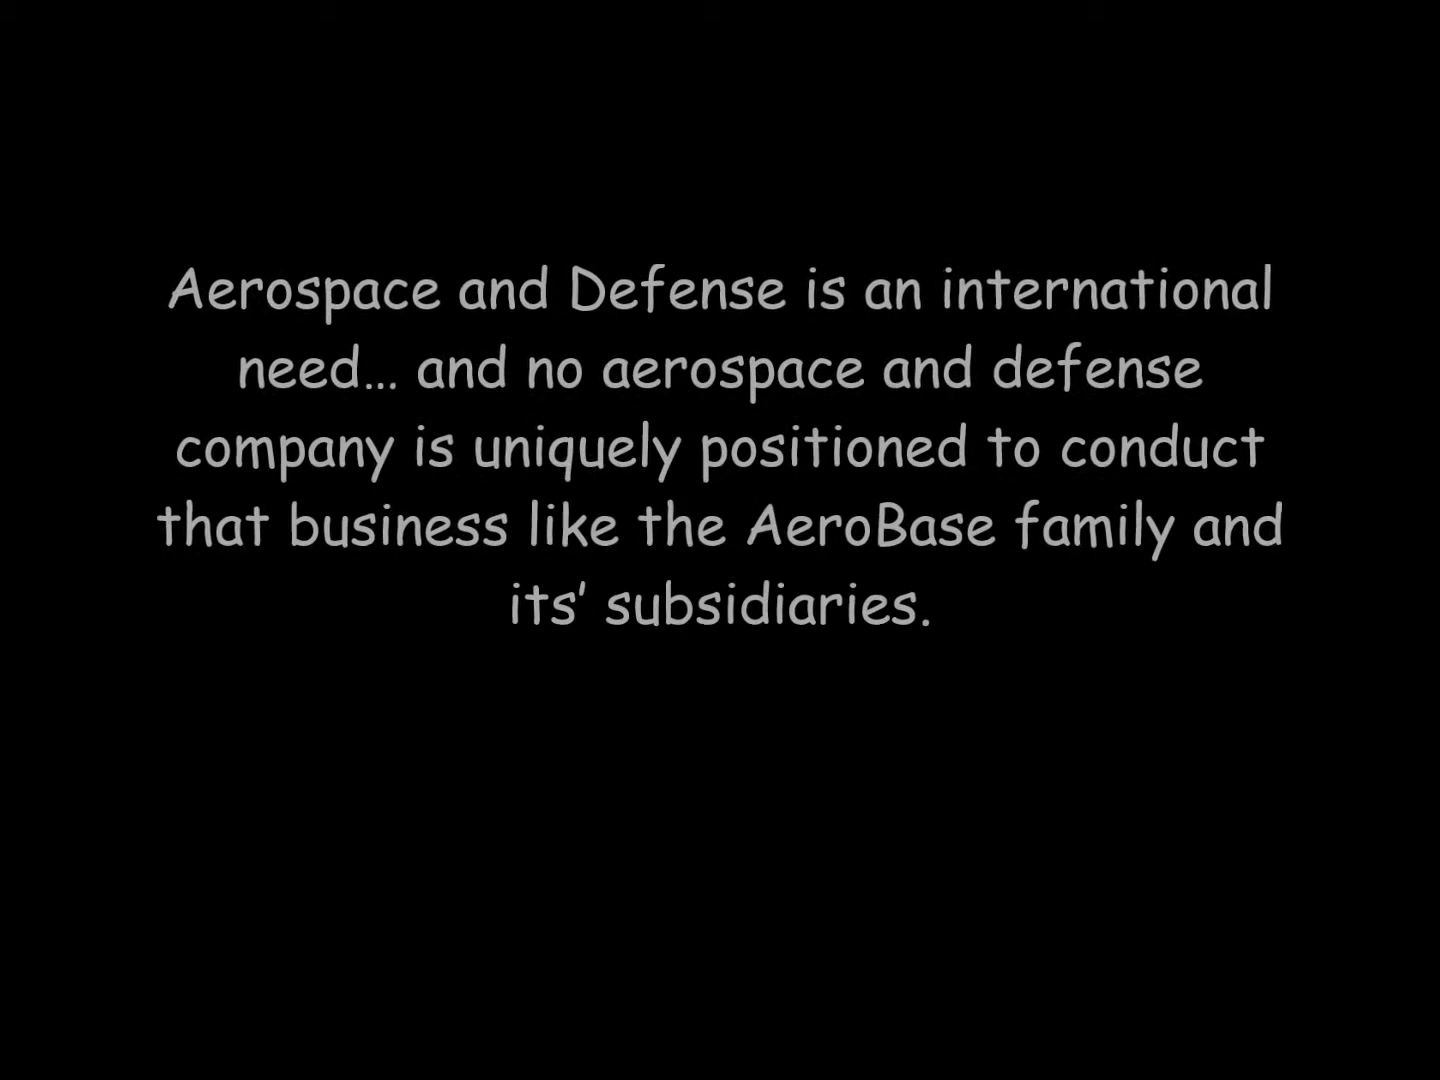 Aerospace and Defense is an international
need… and no aerospace and defense
company is uniquely positioned to conduct
that business like the AeroBase family and
its’ subsidiaries.